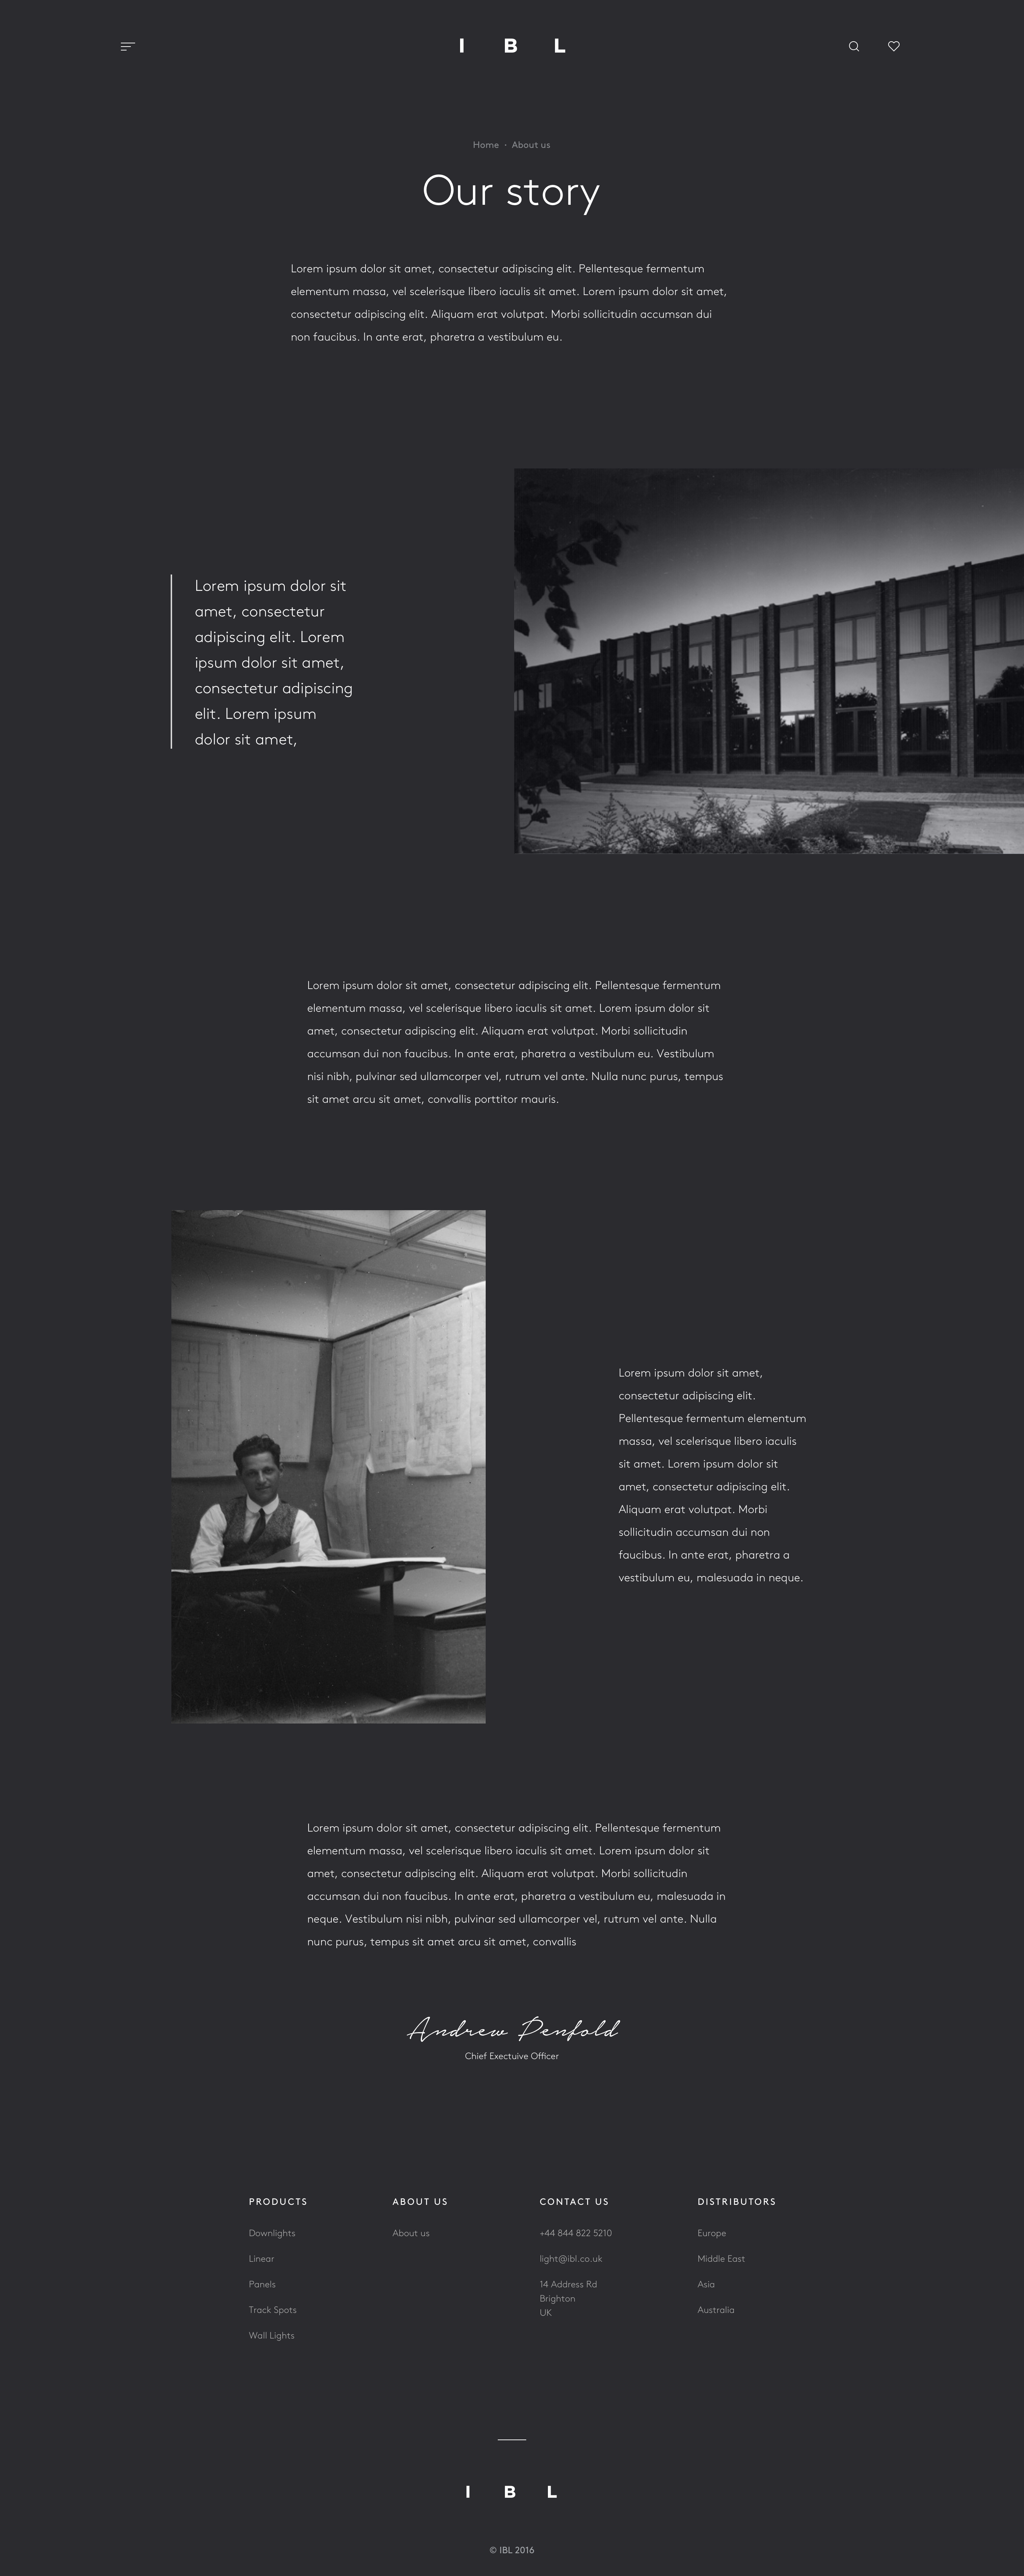 I B L
Home · About us
Our story
Lorem ipsum dolor sit amet, consectetur adipiscing elit. Pellentesque fermentum
elementum massa, vel scelerisque libero iaculis sit amet. Lorem ipsum dolor sit amet,
consectetur adipiscing elit. Aliquam erat volutpat. Morbi sollicitudin accumsan dui
non faucibus. In ante erat, pharetra a vestibulum eu.
Lorem ipsum dolor sit
amet, consectetur
adipiscing elit. Lorem
ipsum dolor sit amet,
consectetur adipiscing
elit. Lorem ipsum
dolor sit amet,
Lorem ipsum dolor sit amet, consectetur adipiscing elit. Pellentesque fermentum
elementum massa, vel scelerisque libero iaculis sit amet. Lorem ipsum dolor sit
amet, consectetur adipiscing elit. Aliquam erat volutpat. Morbi sollicitudin
accumsan dui non faucibus. In ante erat, pharetra a vestibulum eu. Vestibulum
nisi nibh, pulvinar sed ullamcorper vel, rutrum vel ante. Nulla nunc purus, tempus
sit amet arcu sit amet, convallis porttitor mauris.
Lorem ipsum dolor sit amet,
consectetur adipiscing elit.
Pellentesque fermentum elementum
massa, vel scelerisque libero iaculis
sit amet. Lorem ipsum dolor sit
amet, consectetur adipiscing elit.
Aliquam erat volutpat. Morbi
sollicitudin accumsan dui non
faucibus. In ante erat, pharetra a
vestibulum eu, malesuada in neque.
Lorem ipsum dolor sit amet, consectetur adipiscing elit. Pellentesque fermentum
elementum massa, vel scelerisque libero iaculis sit amet. Lorem ipsum dolor sit
amet, consectetur adipiscing elit. Aliquam erat volutpat. Morbi sollicitudin
accumsan dui non faucibus. In ante erat, pharetra a vestibulum eu, malesuada in
neque. Vestibulum nisi nibh, pulvinar sed ullamcorper vel, rutrum vel ante. Nulla
nunc purus, tempus sit amet arcu sit amet, convallis
Andrew Penfold
Chief Exectuive Officer
PRODUCTS
Downlights
Linear
Panels
Track Spots
Wall Lights
ABOUT US
About us
CONTACT US
+44 844 822 5210
light@ibl.co.uk
14 Address Rd
Brighton
UK
DISTRIBUTORS
Europe
Middle East
Asia
Australia
I B L
© IBL 2016